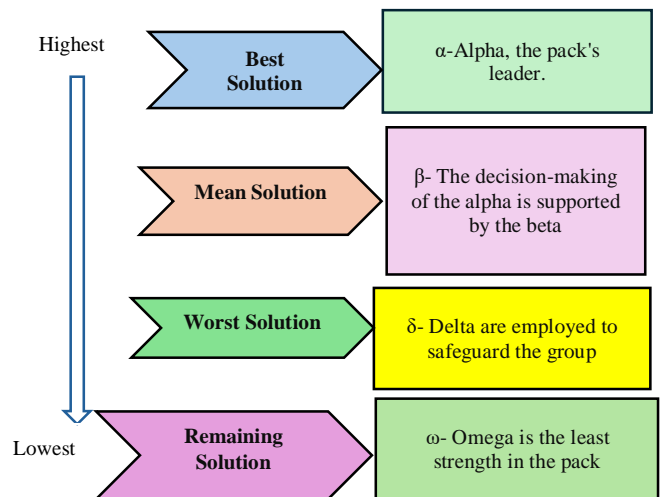 Highest
Best
Solution
α-Alpha, the pack's
leader.
Mean Solution
β- The decision-making
of the alpha is supported
by the beta
Worst Solution
δ- Delta are employed to
safeguard the group
Lowest
Remaining
Solution
ω- Omega is the least
strength in the pack